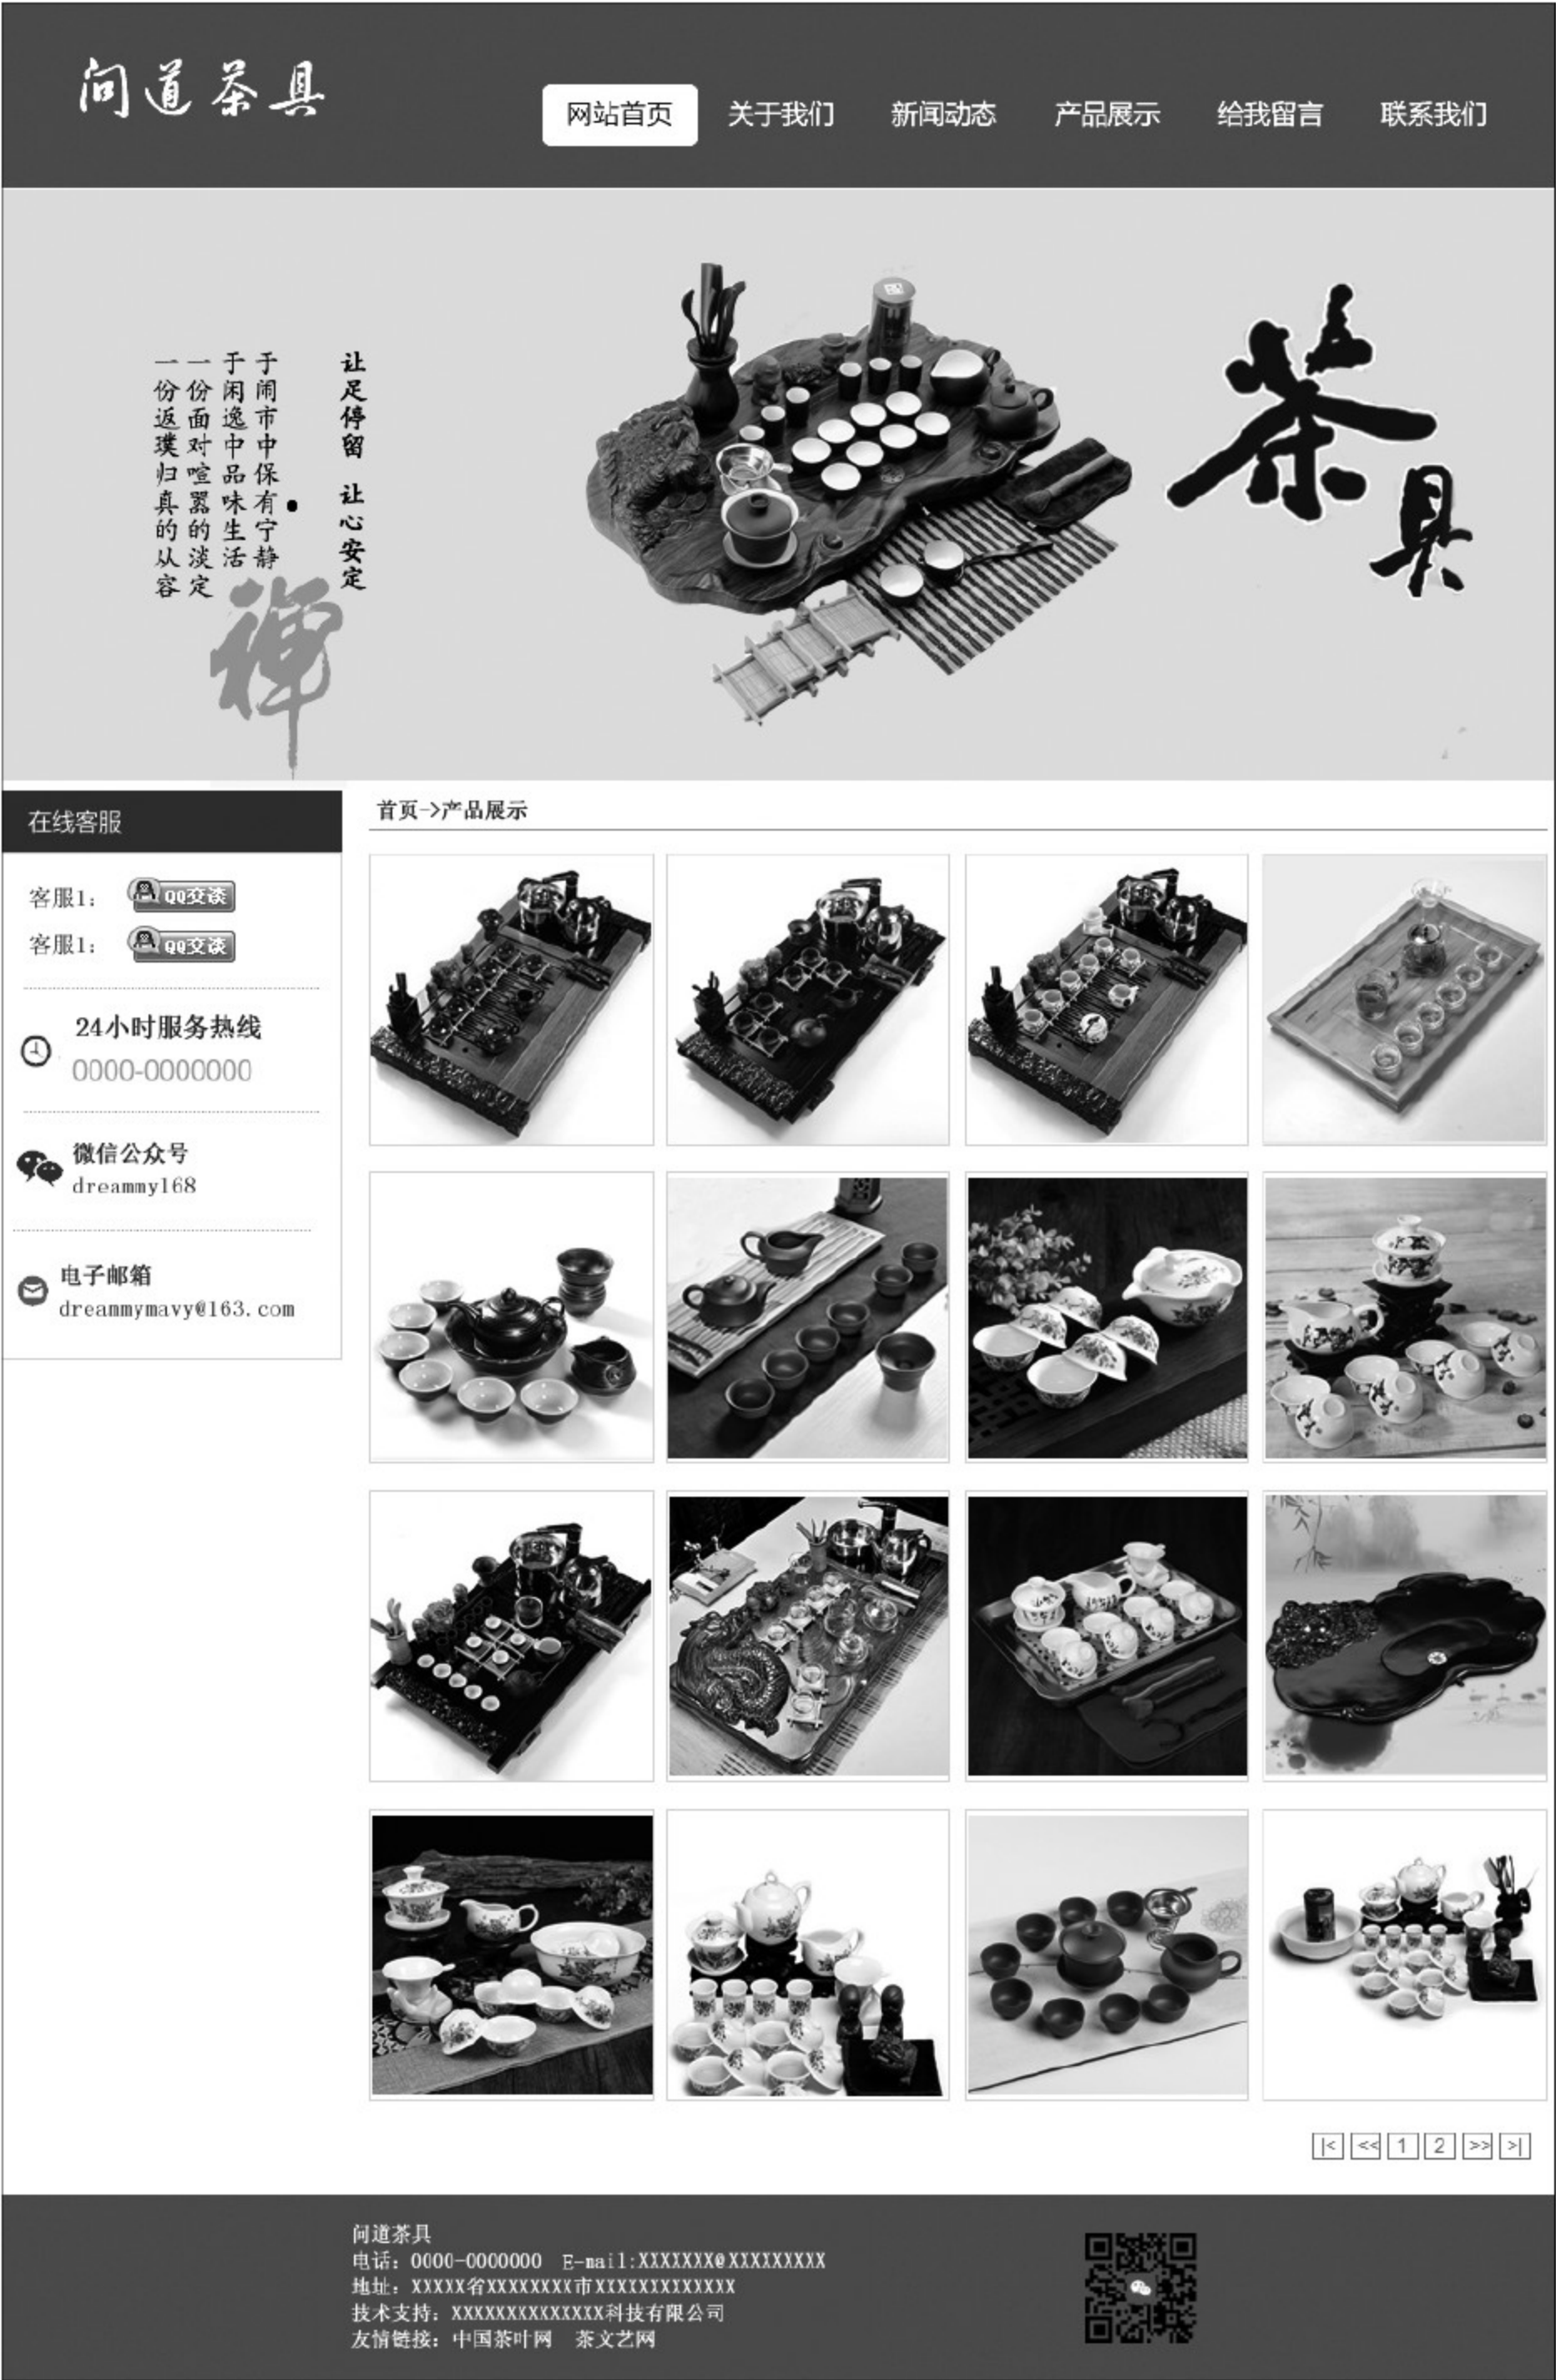 问道茶具
网站首页 关于我们 新闻动态 产品展示 给我留言 联系我们
让足停留 让心安定
于闹市中保有宁静
于闲逸中品味生活
一份面对喧嚣的淡定
一份返璞归真的从容
禅
茶具
在线客服
客服1：
QQ交谈
客服1：
QQ交谈
24小时服务热线
0000-0000000
微信公众号
dreammy168
电子邮箱
dreammymavy@163.com
首页->产品展示
|< << 1 2 >> >|
问道茶具
电话：0000-0000000 E-mail:XXXXXXX@XXXXXXXXX
地址：XXXXX省XXXXXXXX市XXXXXXXXXXXXX
技术支持：XXXXXXXXXXXXXX科技有限公司
友情链接：中国茶叶网 茶文艺网